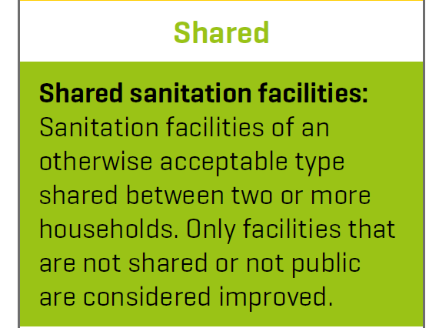 Shared
Shared sanitation facilities:
Sanitation facilities of an
otherwise acceptable type
shared between two or more
households. Only facilities that
are not shared or not public
are considered improved.